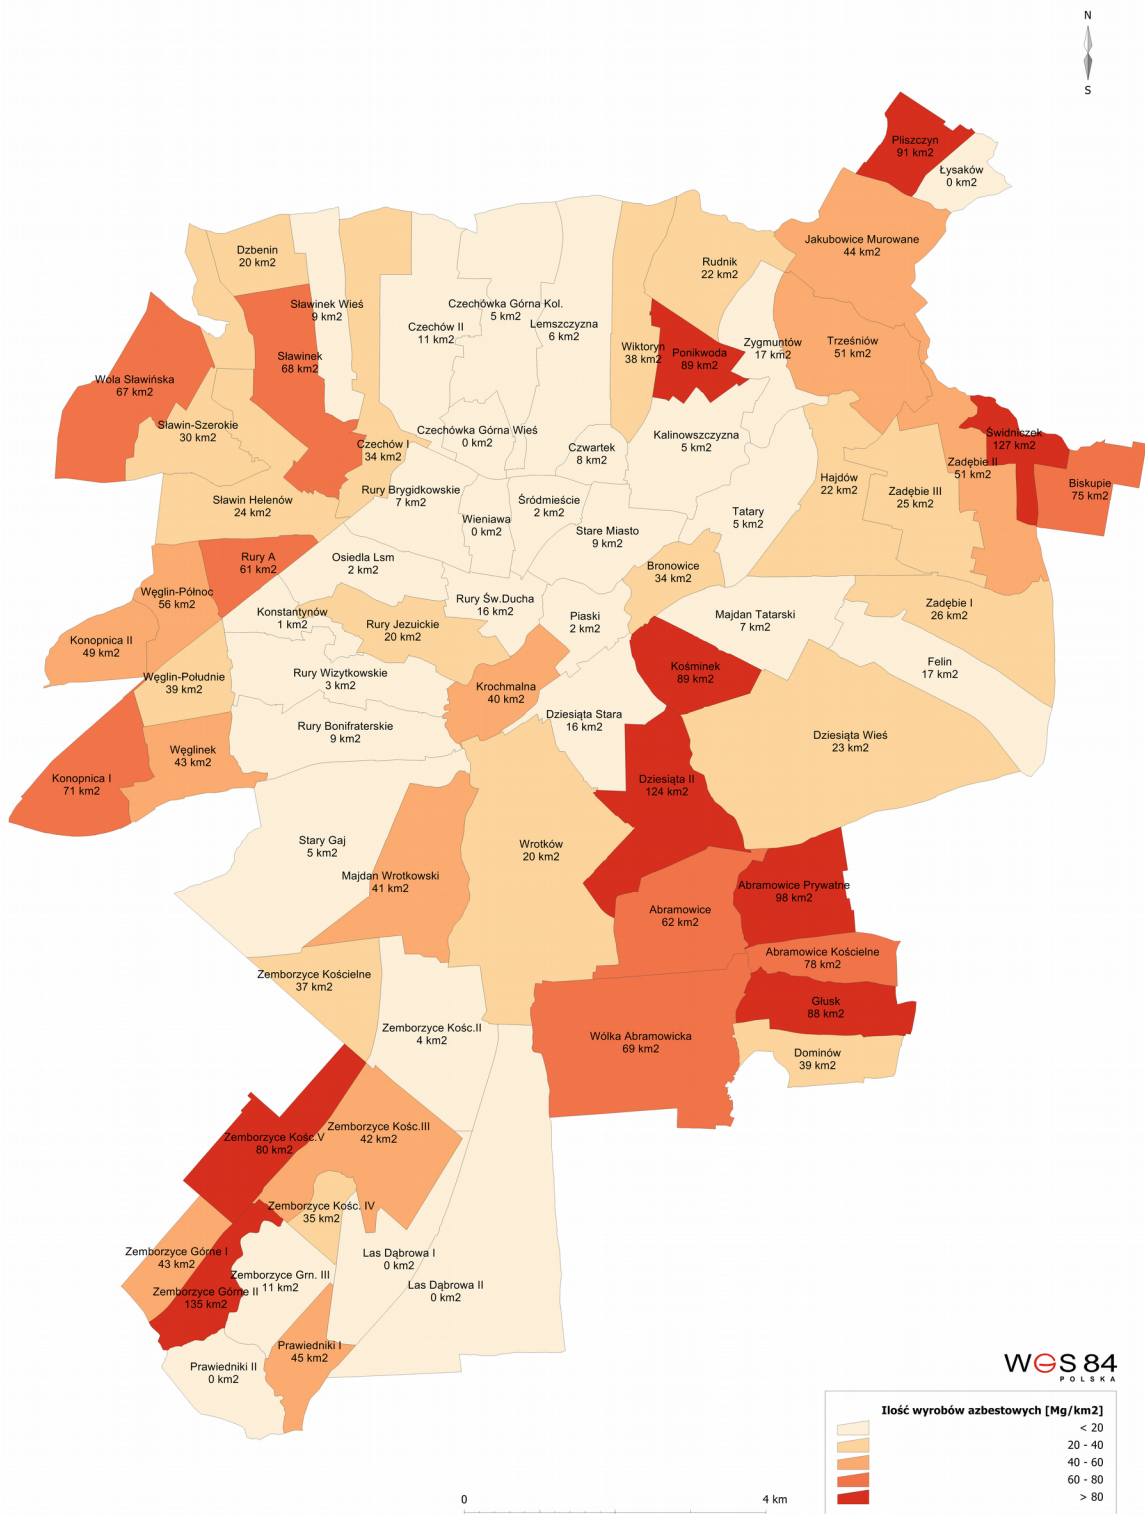 N
S
Pliszczyn
91 km2
Łysaków
0 km2
Jakubowice Murowane
44 km2
Dzbenin
20 km2
Rudnik
22 km2
Sławinek Wieś
9 km2
Czechówka Górna Kol.
5 km2
Czechów II
11 km2
Lemszczyzna
6 km2
Wiktoryn
38 km2
Ponikwoda
89 km2
Zygmuntów
17 km2
Trześniów
51 km2
Sławinek
68 km2
Wola Sławińska
67 km2
Sławin-Szerokie
30 km2
Czechów I
34 km2
Czechówka Górna Wieś
0 km2
Czwartek
8 km2
Kalinowszczyzna
5 km2
Świdniczek
127 km2
Zadębie II
51 km2
Biskupie
75 km2
Hajdów
22 km2
Zadębie III
25 km2
Sławin Helenów
24 km2
Rury Brygidkowskie
7 km2
Wieniawa
0 km2
Śródmieście
2 km2
Stare Miasto
9 km2
Tatary
5 km2
Rury A
61 km2
Osiedla Lsm
2 km2
Bronowice
34 km2
Węglin-Północ
56 km2
Konstantynów
1 km2
Rury Jezuickie
20 km2
Rury Św.Ducha
16 km2
Piaski
2 km2
Majdan Tatarski
7 km2
Zadębie I
26 km2
Konopnica II
49 km2
Węglin-Południe
39 km2
Rury Wizytkowskie
3 km2
Krochmalna
40 km2
Kośminek
89 km2
Felin
17 km2
Dziesiąta Stara
16 km2
Rury Bonifraterskie
9 km2
Dziesiąta Wieś
23 km2
Węglinek
43 km2
Konopnica I
71 km2
Dziesiąta II
124 km2
Stary Gaj
5 km2
Wrotków
20 km2
Majdan Wrotkowski
41 km2
Abramowice Prywatne
98 km2
Abramowice
62 km2
Abramowice Kościelne
78 km2
Zemborzyce Kościelne
37 km2
Głusk
88 km2
Zemborzyce Kośc.II
4 km2
Wólka Abramowicka
69 km2
Dominów
39 km2
Zemborzyce Kośc.III
42 km2
Zemborzyce Kośc.V
80 km2
Zemborzyce Kośc. IV
35 km2
Zemborzyce Górne I
43 km2
Las Dąbrowa I
0 km2
Zemborzyce Grn. III
11 km2
Las Dąbrowa II
0 km2
Zemborzyce Górne II
135 km2
Prawiedniki I
45 km2
Prawiedniki II
0 km2
WGS 84
POLSKA
Ilość wyrobów azbestowych [Mg/km2]
< 20
20 - 40
40 - 60
60 - 80
> 80
0 4 km